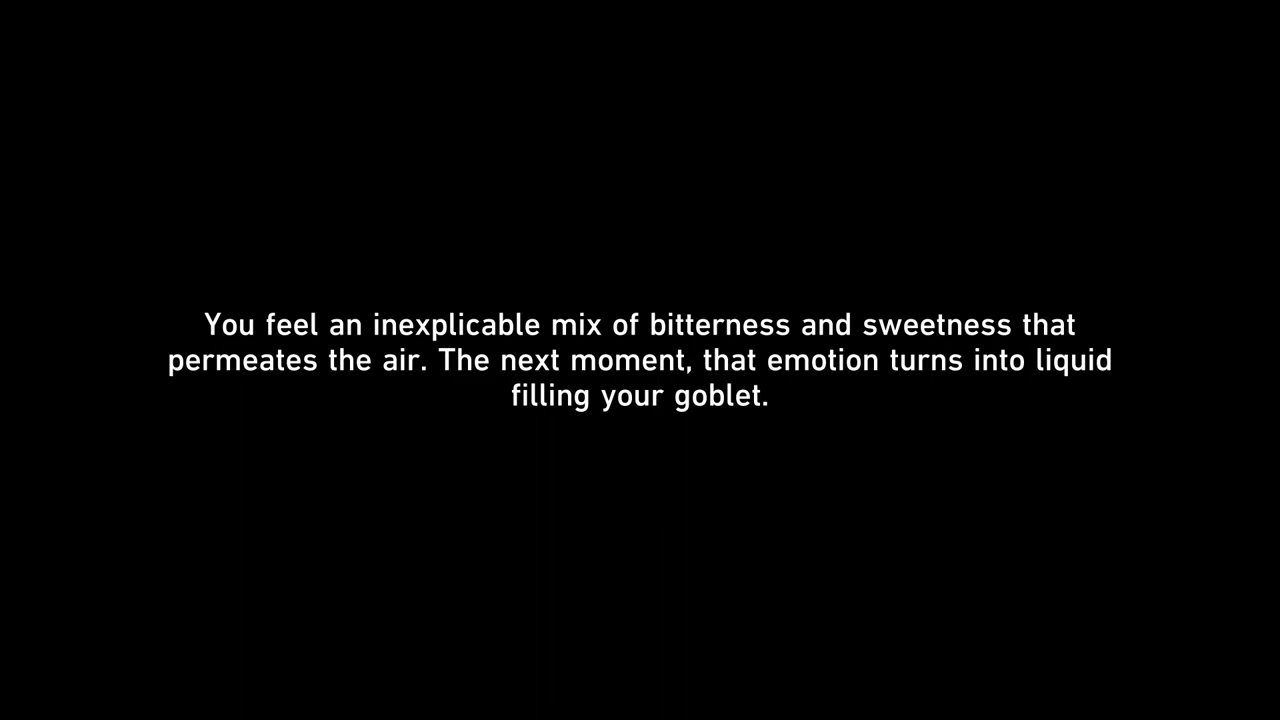 You feel an inexplicable mix of bitterness and sweetness that
permeates the air. The next moment, that emotion turns into liquid
filling your goblet.